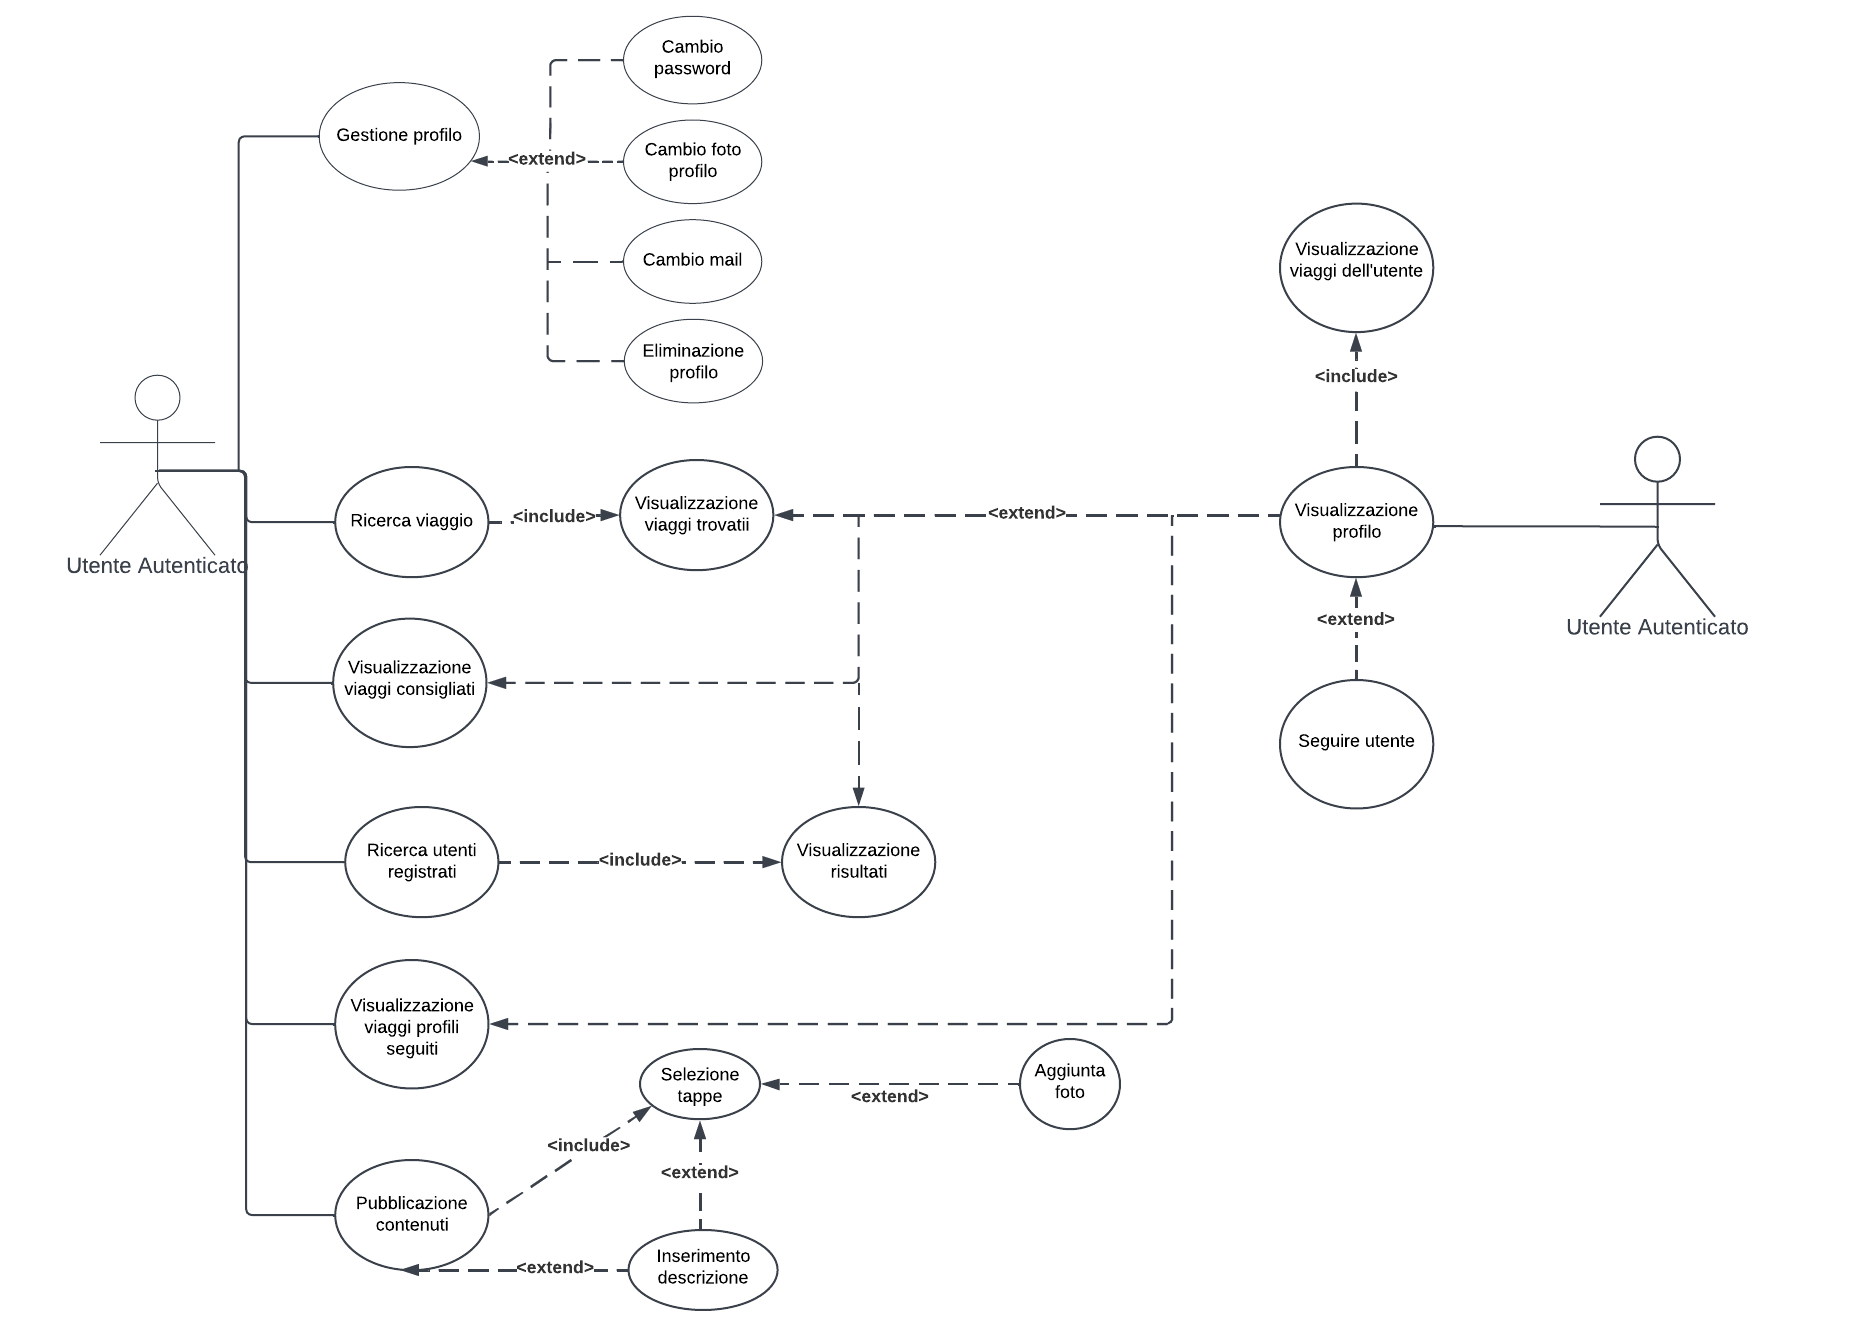 Cambio
password
Gestione profilo
<extend>
Cambio foto
profilo
Cambio mail
Eliminazione
profilo
Visualizzazione
viaggi dell'utente
<include>
Utente Autenticato
Ricerca viaggio
<include>
Visualizzazione
viaggi trovatii
<extend>
Visualizzazione
profilo
Utente Autenticato
<extend>
Visualizzazione
viaggi consigliati
Seguire utente
Ricerca utenti
registrati
<include>
Visualizzazione
risultati
Visualizzazione
viaggi profili
seguiti
Selezione
tappe
<extend>
Aggiunta
foto
<include>
<extend>
Pubblicazione
contenuti
<extend>
Inserimento
descrizione